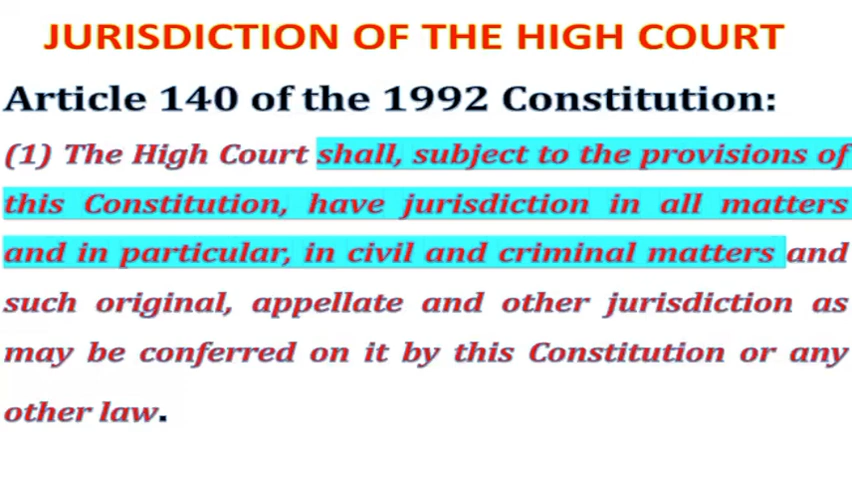 JURISDICTION OF THE HIGH COURT
Article 140 of the 1992 Constitution:
(1) The High Court shall, subject to the provisions of
this Constitution, have jurisdiction in all matters
and in particular, in civil and criminal matters and
such original, appellate and other jurisdiction as
may be conferred on it by this Constitution or any
other law.